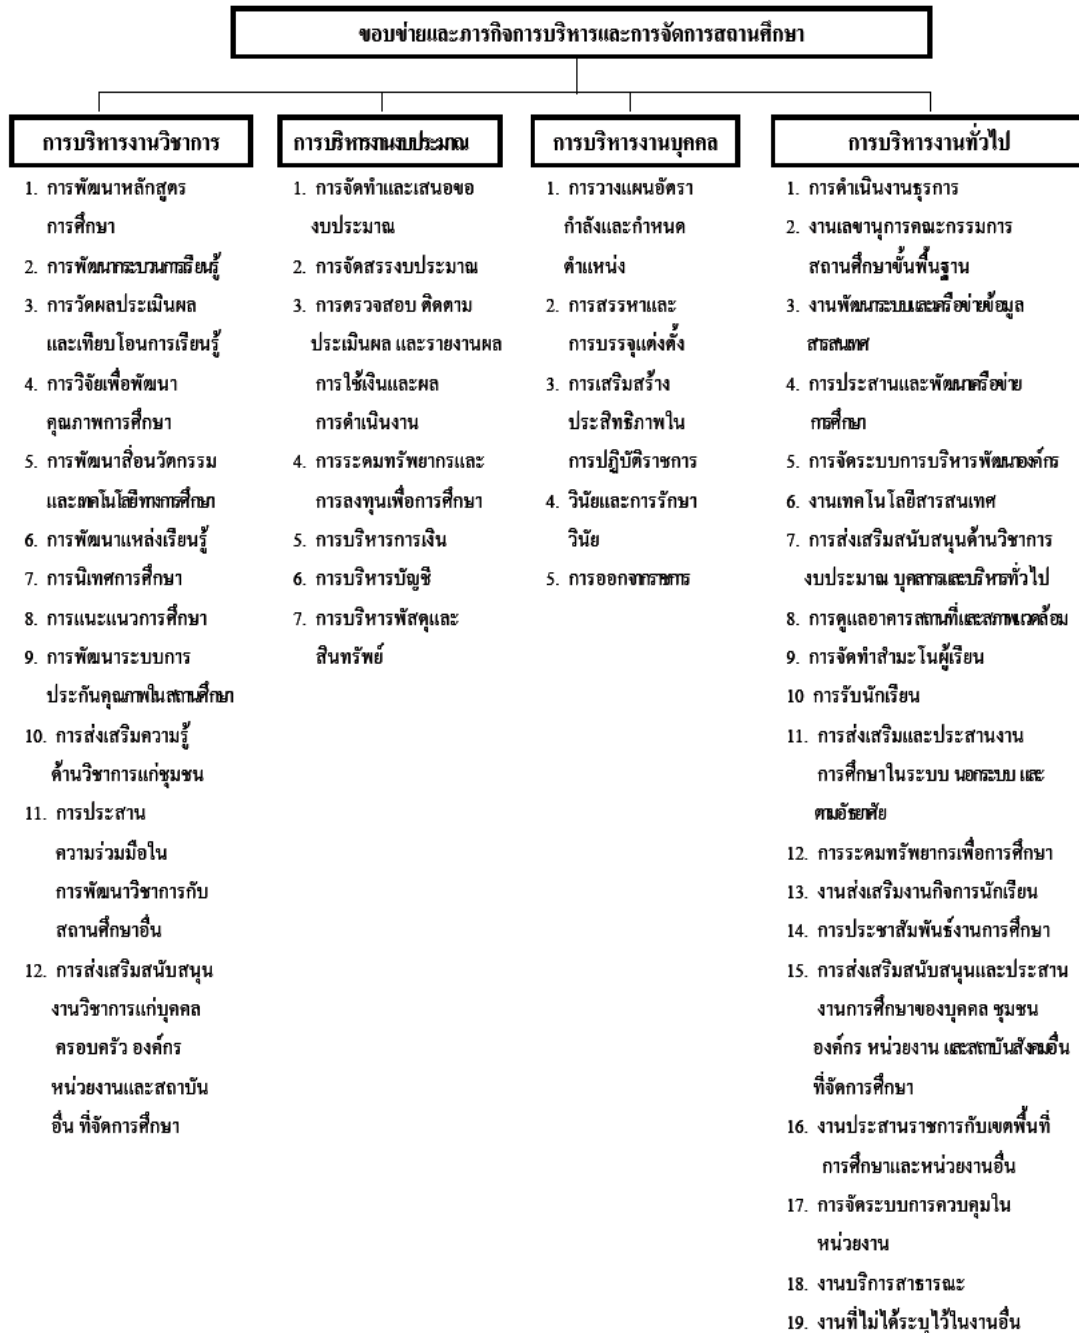 ขอบข่ายและภารกิจการบริหารและการจัดการสถานศึกษา
การบริหารงานวิชาการ
1. การพัฒนาหลักสูตร
การศึกษา
2. การพัฒนากระบวนการเรียนรู้
3. การวัดผลประเมินผล
และเทียบโอนการเรียนรู้
4. การวิจัยเพื่อพัฒนา
คุณภาพการศึกษา
5. การพัฒนาสื่อนวัตกรรม
และเทคโนโลยีทางการศึกษา
6. การพัฒนาแหล่งเรียนรู้
7. การนิเทศการศึกษา
8. การแนะแนวการศึกษา
9. การพัฒนาระบบการ
ประกันคุณภาพในสถานศึกษา
10. การส่งเสริมความรู้
ด้านวิชาการแก่ชุมชน
11. การประสาน
ความร่วมมือใน
การพัฒนาวิชาการกับ
สถานศึกษาอื่น
12. การส่งเสริมสนับสนุน
งานวิชาการแก่บุคคล
ครอบครัว องค์กร
หน่วยงานและสถาบัน
อื่น ที่จัดการศึกษา
การบริหารงานงบประมาณ
1. การจัดทำและเสนอขอ
งบประมาณ
2. การจัดสรรงบประมาณ
3. การตรวจสอบ ติดตาม
ประเมินผล และรายงานผล
การใช้เงินและผล
การดำเนินงาน
4. การระดมทรัพยากรและ
การลงทุนเพื่อการศึกษา
5. การบริหารการเงิน
6. การบริหารบัญชี
7. การบริหารพัสดุและ
สินทรัพย์
การบริหารงานบุคคล
1. การวางแผนอัตรา
กำลังและกำหนด
ตำแหน่ง
2. การสรรหาและ
การบรรจุแต่งตั้ง
3. การเสริมสร้าง
ประสิทธิภาพใน
การปฏิบัติราชการ
4. วินัยและการรักษา
วินัย
5. การออกจากราชการ
การบริหารงานทั่วไป
1. การดำเนินงานธุรการ
2. งานเลขานุการคณะกรรมการ
สถานศึกษาขั้นพื้นฐาน
3. งานพัฒนาระบบและเครือข่ายข้อมูล
สารสนเทศ
4. การประสานและพัฒนาเครือข่าย
การศึกษา
5. การจัดระบบการบริหารพัฒนาองค์กร
6. งานเทคโนโลยีสารสนเทศ
7. การส่งเสริมสนับสนุนด้านวิชาการ
งบประมาณ บุคลากรและบริหารทั่วไป
8. การดูแลอาคารสถานที่และสภาพแวดล้อม
9. การจัดทำสำมะโนผู้เรียน
10 การรับนักเรียน
11. การส่งเสริมและประสานงาน
การศึกษาในระบบ นอกระบบ และ
ตามอัธยาศัย
12. การระดมทรัพยากรเพื่อการศึกษา
13. งานส่งเสริมงานกิจการนักเรียน
14. การประชาสัมพันธ์งานการศึกษา
15. การส่งเสริมสนับสนุนและประสาน
งานการศึกษาของบุคคล ชุมชน
องค์กร หน่วยงาน และสถาบันสังคมอื่น
ที่จัดการศึกษา
16. งานประสานราชการกับเขตพื้นที่
การศึกษาและหน่วยงานอื่น
17. การจัดระบบการควบคุมใน
หน่วยงาน
18. งานบริการสาธารณะ
19. งานที่ไม่ได้ระบุไว้ในงานอื่น